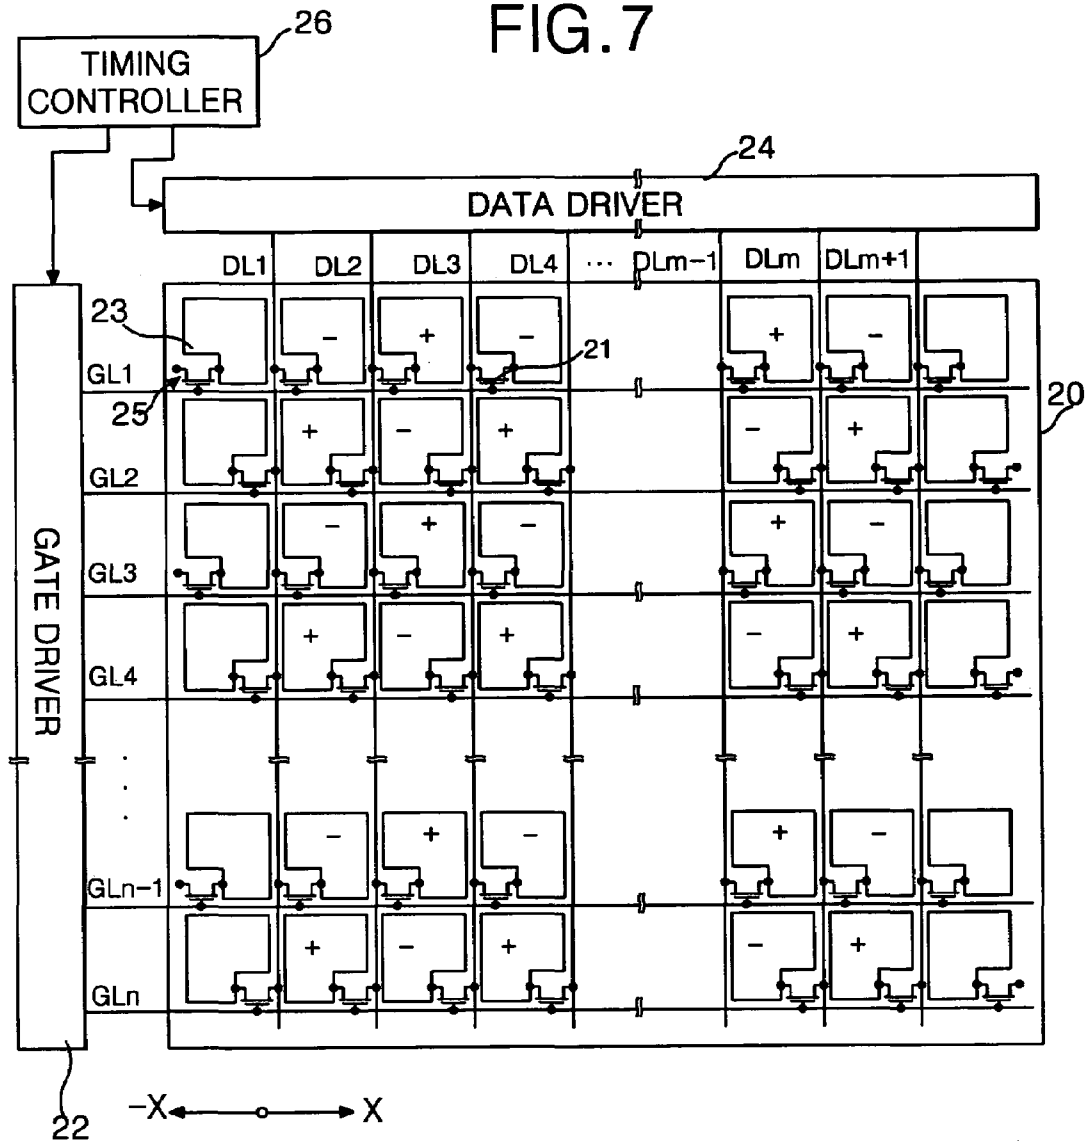 FIG.7
26
TIMING
CONTROLLER
24
DATA DRIVER
DL1 DL2 DL3 DL4 ··· DLm-1 DLm DLm+1
23 - + - 21 + -
GL1
25
20
+ - + - +
GL2
- + - + -
GL3
+ - + - +
GL4
GATE DRIVER
- + - + -
GLn-1
+ - + - +
GLn
22
-X X